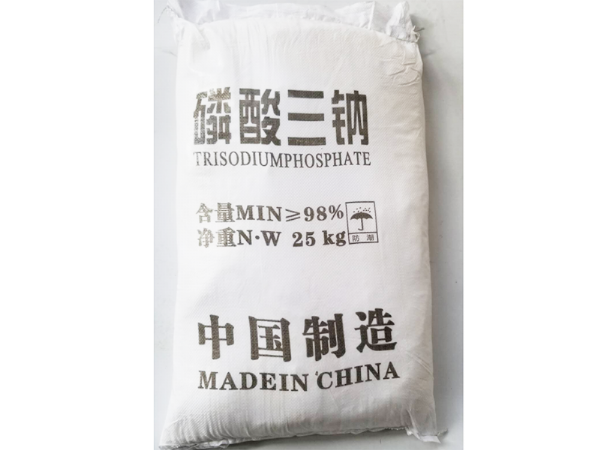 磷酸三钠
TRISODIUMPHOSPHATE
含量MIN≥98%
净重N·W 25 kg
防潮
中国制造
MADEIN CHINA